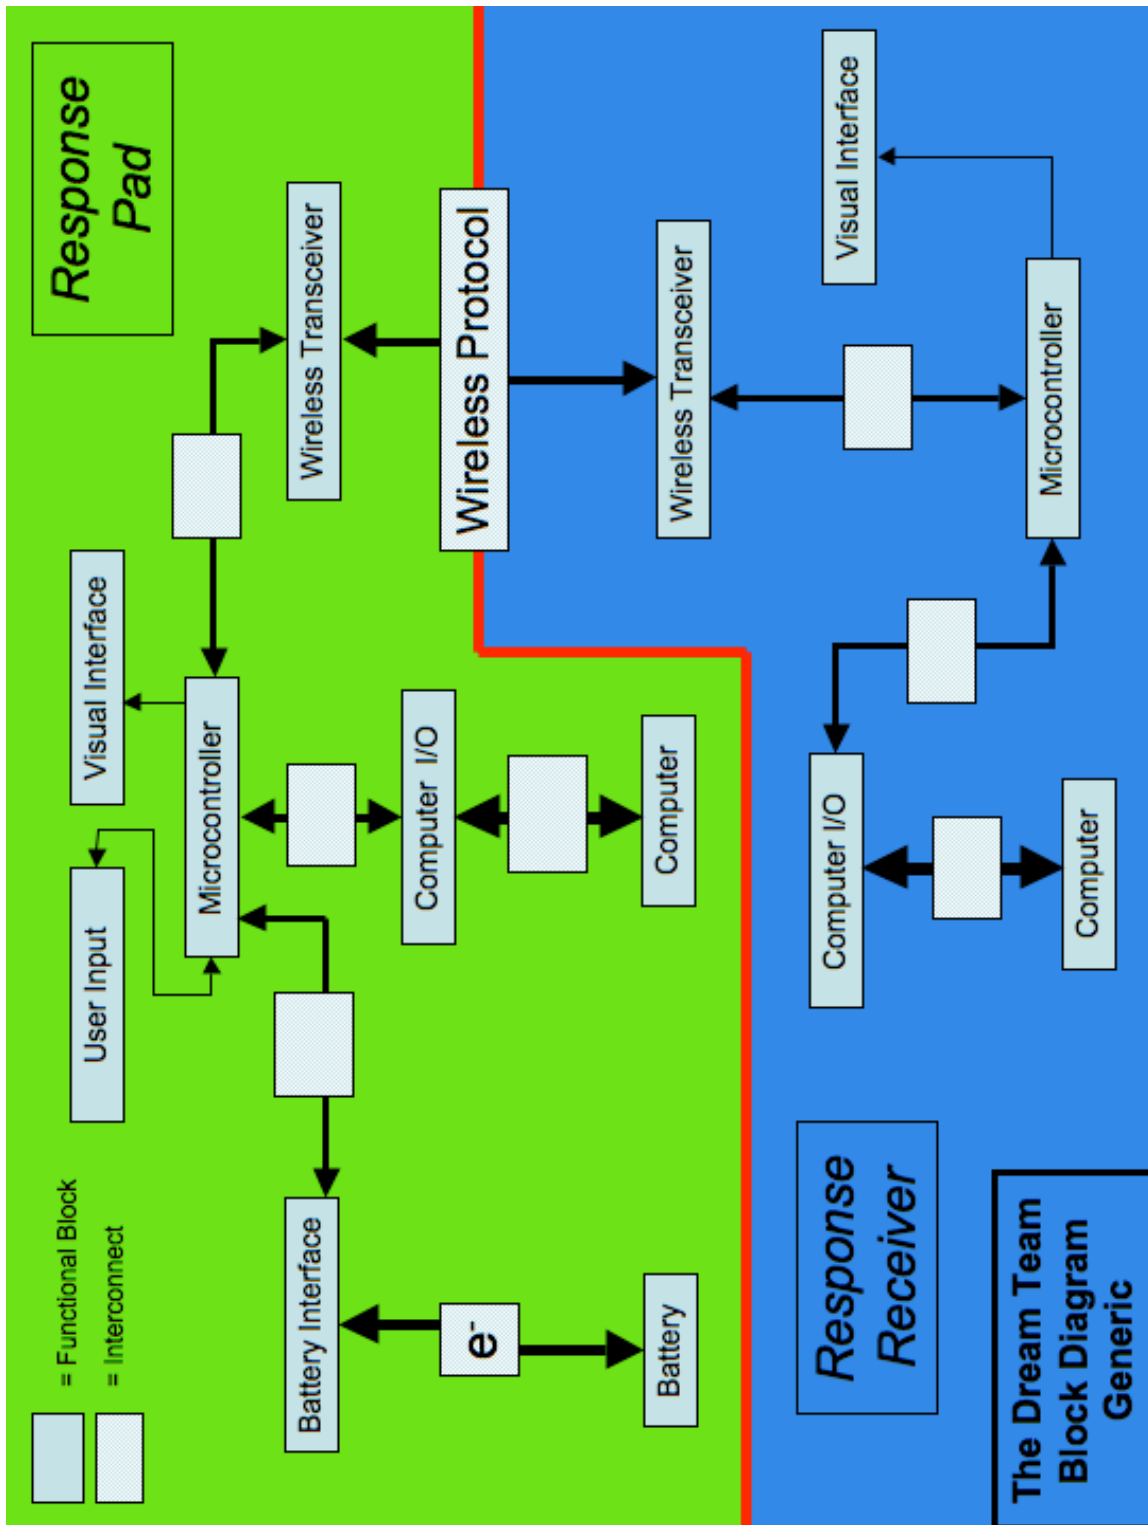 = Functional Block
= Interconnect
Response
Pad
User Input
Visual Interface
Microcontroller
Wireless Transceiver
Battery Interface
Computer I/O
e-
Wireless Protocol
Battery
Computer
Wireless Transceiver
Response
Receiver
Computer I/O
Visual Interface
Microcontroller
Computer
The Dream Team
Block Diagram
Generic